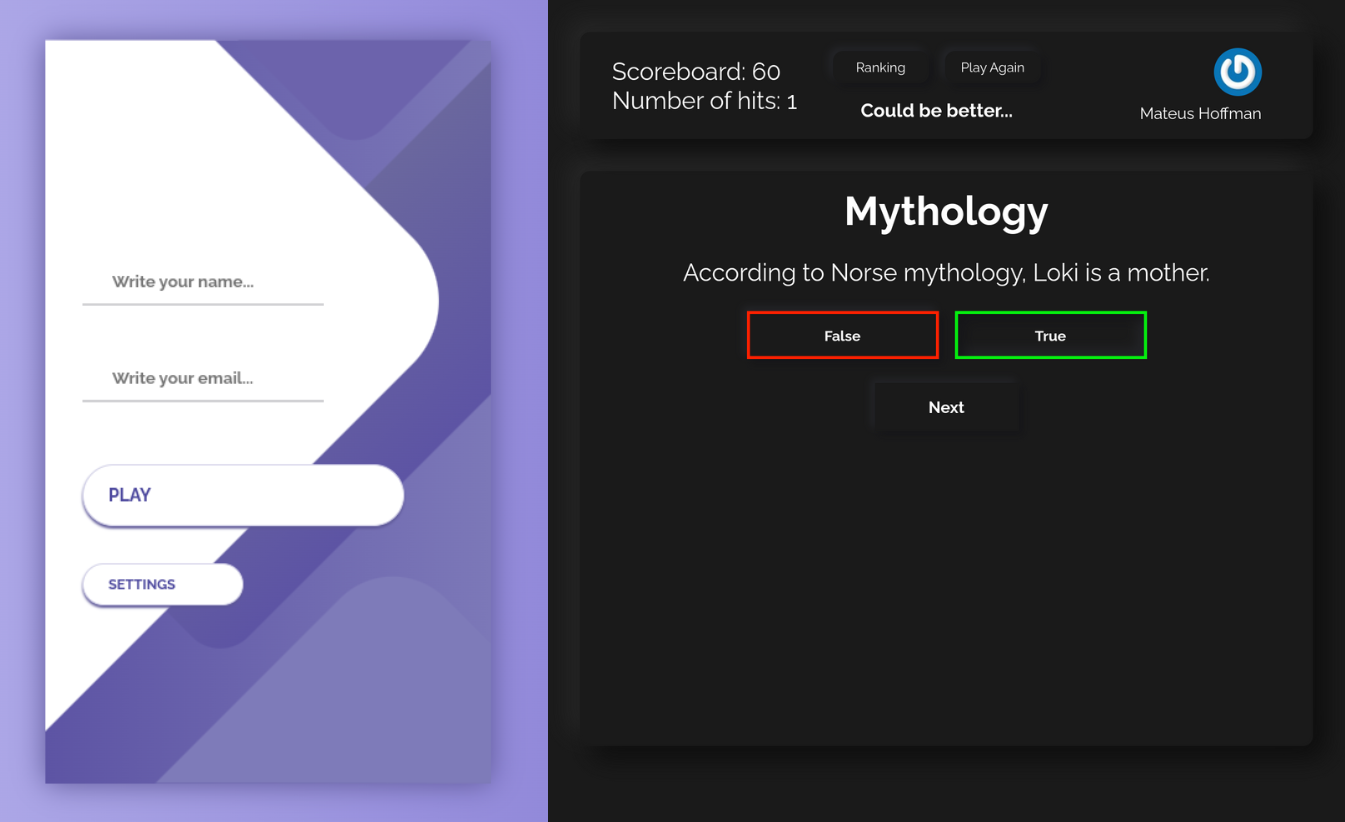 Write your name...
Write your email...
PLAY
SETTINGS
Scoreboard: 60
Number of hits: 1
Ranking
Play Again
Could be better...
Mateus Hoffman
Mythology
According to Norse mythology, Loki is a mother.
False
True
Next